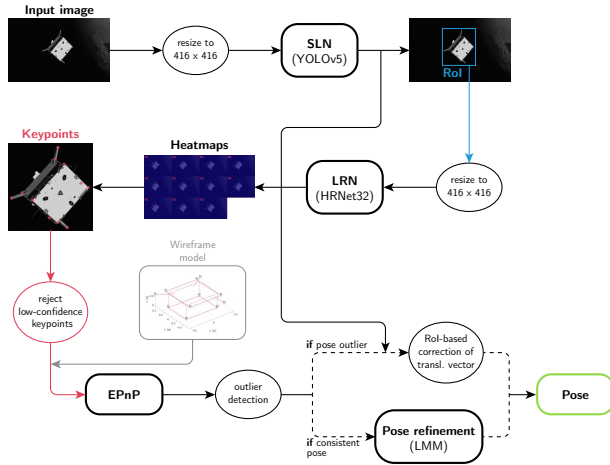 Input image
resize to
416 x 416
SLN
(YOLOv5)
RoI
Keypoints
Heatmaps
LRN
(HRNet32)
resize to
416 x 416
Wireframe
model
reject
low-confidence
keypoints
if pose outlier
RoI-based
correction of
transl. vector
EPnP
outlier
detection
Pose
Pose refinement
(LMM)
if consistent
pose